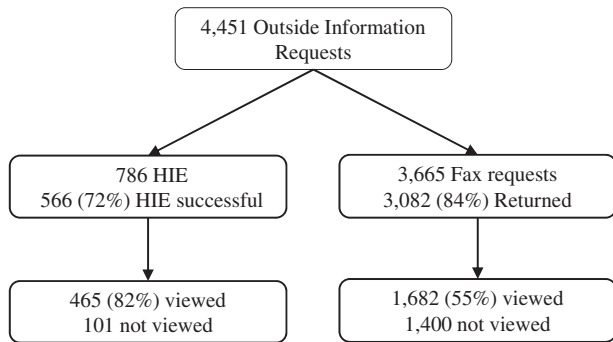 4,451 Outside Information
Requests
786 HIE
566 (72%) HIE successful
3,665 Fax requests
3,082 (84%) Returned
465 (82%) viewed
101 not viewed
1,682 (55%) viewed
1,400 not viewed